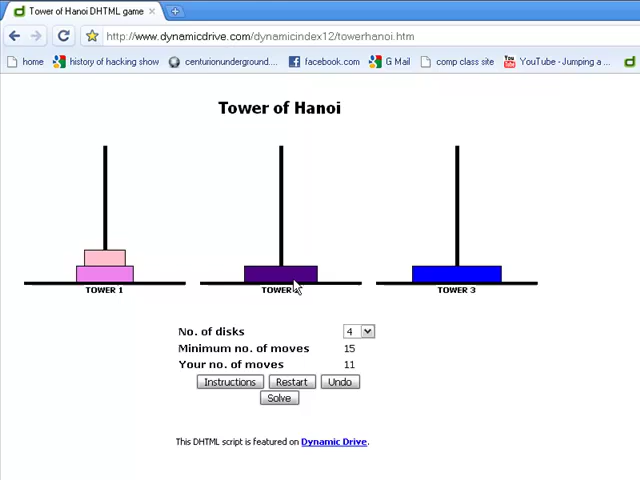 Tower of Hanoi DHTML game
http://www.dynamicdrive.com/dynamicindex12/towerhanoi.htm
home history of hacking show centurionunderground.... facebook.com G Mail comp class site YouTube - Jumping a ...
Tower of Hanoi
TOWER 1 TOWER TOWER 3
No. of disks 4
Minimum no. of moves 15
Your no. of moves 11
Instructions Restart Undo
Solve
This DHTML script is featured on Dynamic Drive.